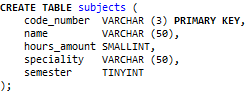 CREATE TABLE subjects (
    code_number  VARCHAR (3) PRIMARY KEY,
    name         VARCHAR (50),
    hours_amount SMALLINT,
    speciality   VARCHAR (50),
    semester     TINYINT
);